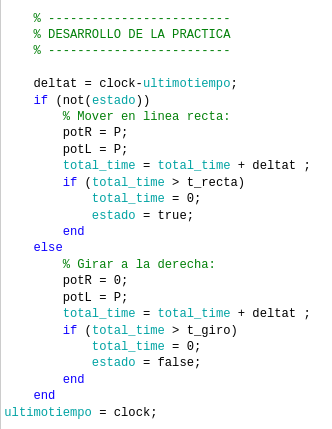 % -------------------------
% DESARROLLO DE LA PRACTICA
% -------------------------
deltat = clock-ultimotiempo;
if (not(estado))
% Mover en linea recta:
potR = P;
potL = P;
total_time = total_time + deltat ;
if (total_time > t_recta)
total_time = 0;
estado = true;
end
else
% Girar a la derecha:
potR = 0;
potL = P;
total_time = total_time + deltat ;
if (total_time > t_giro)
total_time = 0;
estado = false;
end
end
ultimotiempo = clock;